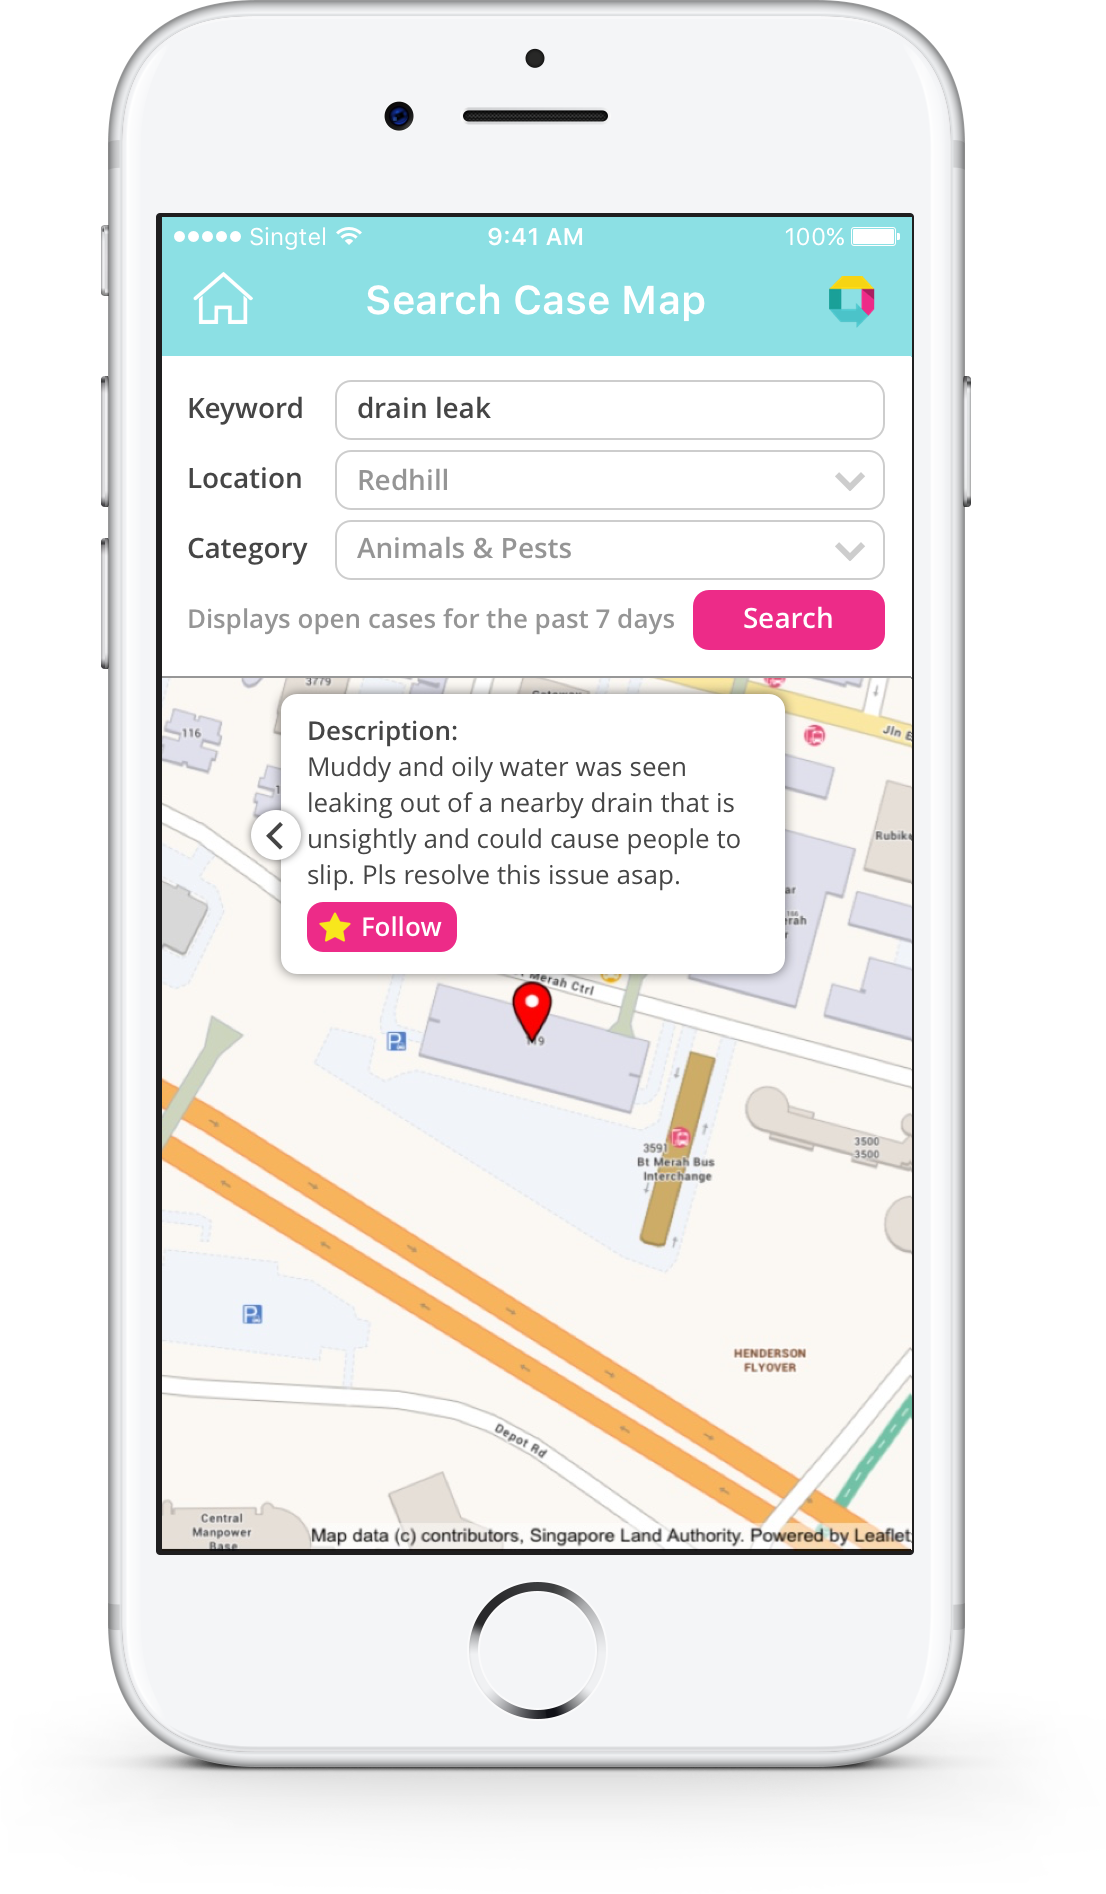 Singtel 9:41 AM 100%
Search Case Map
Keyword drain leak
Location Redhill
Category Animals & Pests
Displays open cases for the past 7 days Search
3779
116
Jln
Description:
Muddy and oily water was seen
leaking out of a nearby drain that is
unsightly and could cause people to
slip. Pls resolve this issue asap.
Follow
Merah Ctrl
P
3591
Bt Merah Bus
Interchange
3500
3500
P
HENDERSON
FLYOVER
Depot Rd
Central
Manpower
Base
Map data (c) contributors, Singapore Land Authority. Powered by Leaflet